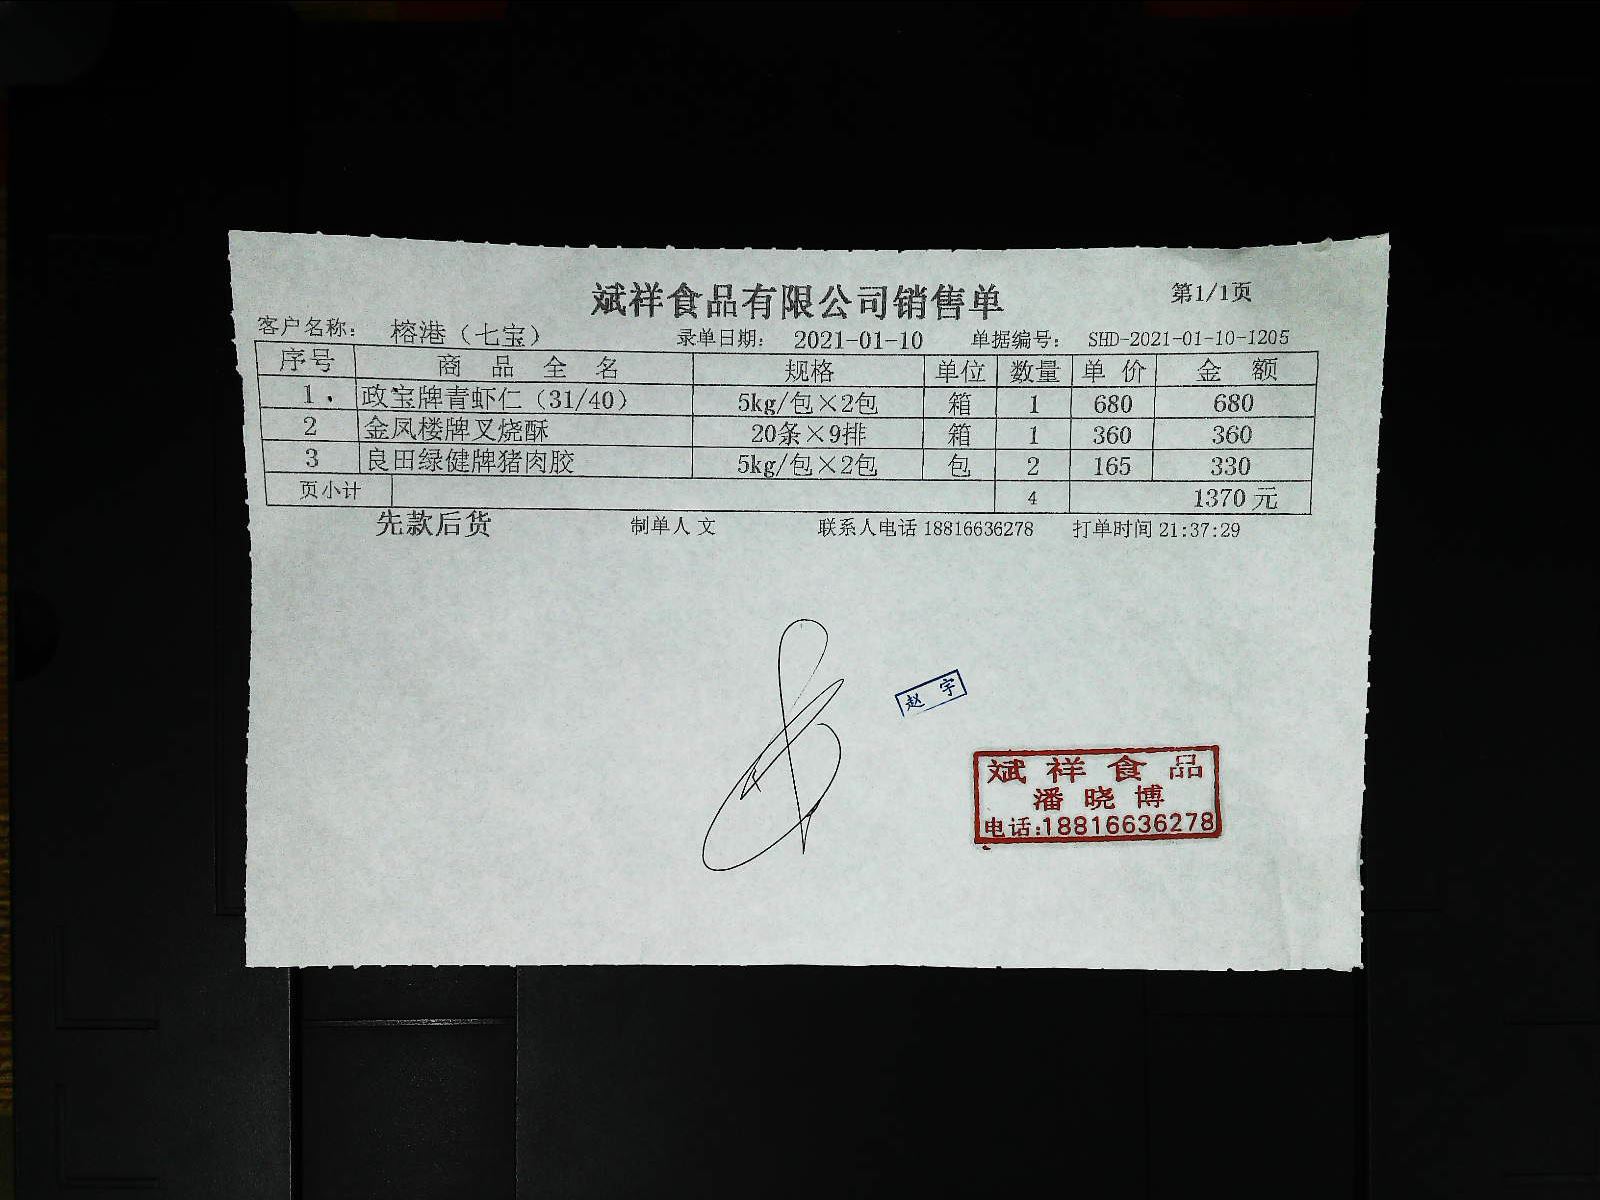 斌祥食品有限公司销售单 第1/1页
客户名称: 榕港（七宝） 录单日期: 2021-01-10 单据编号: SHD-2021-01-10-1205
序号 商品全名 规格 单位 数量 单价 金额
1 政宝牌青虾仁（31/40） 5kg/包×2包 箱 1 680 680
2 金凤楼牌叉烧酥 20条×9排 箱 1 360 360
3 良田绿健牌猪肉胶 5kg/包×2包 包 2 165 330
页小计 4 1370元
先款后货 制单人 文 联系人电话 18816636278 打单时间 21:37:29
赵宇
斌祥食品
潘晓博
电话:18816636278